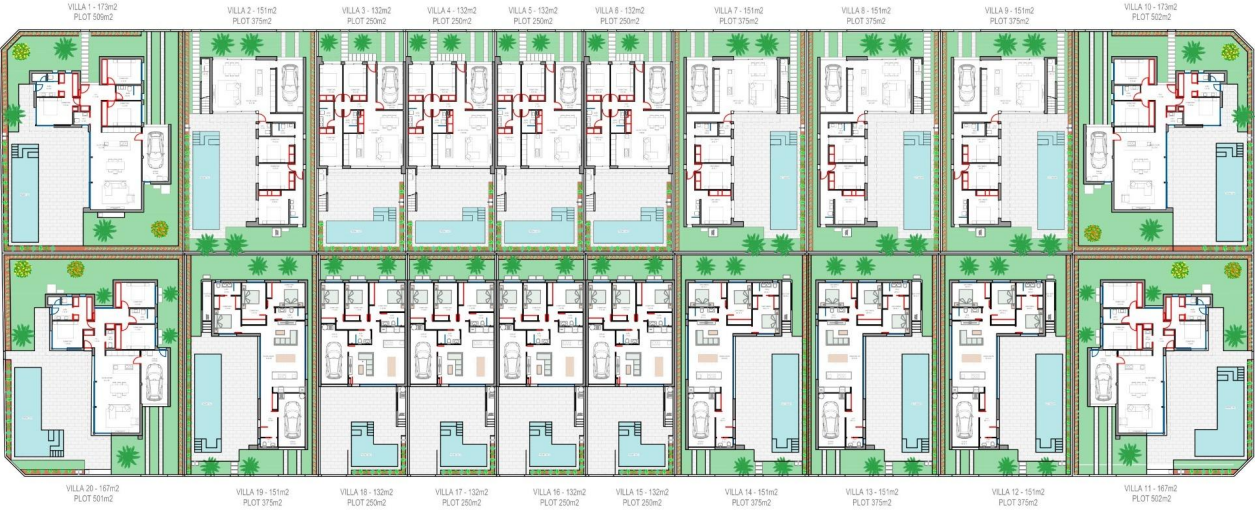 VILLA 1 - 173m2
PLOT 509m2
VILLA 2 - 151m2
PLOT 375m2
VILLA 3 - 132m2
PLOT 250m2
VILLA 4 - 132m2
PLOT 250m2
VILLA 5 - 132m2
PLOT 250m2
VILLA 6 - 132m2
PLOT 250m2
VILLA 7 - 151m2
PLOT 375m2
VILLA 8 - 151m2
PLOT 375m2
VILLA 9 - 151m2
PLOT 375m2
VILLA 10 - 173m2
PLOT 502m2
VILLA 20 - 167m2
PLOT 501m2
VILLA 19 - 151m2
PLOT 375m2
VILLA 18 - 132m2
PLOT 250m2
VILLA 17 - 132m2
PLOT 250m2
VILLA 16 - 132m2
PLOT 250m2
VILLA 15 - 132m2
PLOT 250m2
VILLA 14 - 151m2
PLOT 375m2
VILLA 13 - 151m2
PLOT 375m2
VILLA 12 - 151m2
PLOT 375m2
VILLA 11 - 167m2
PLOT 502m2